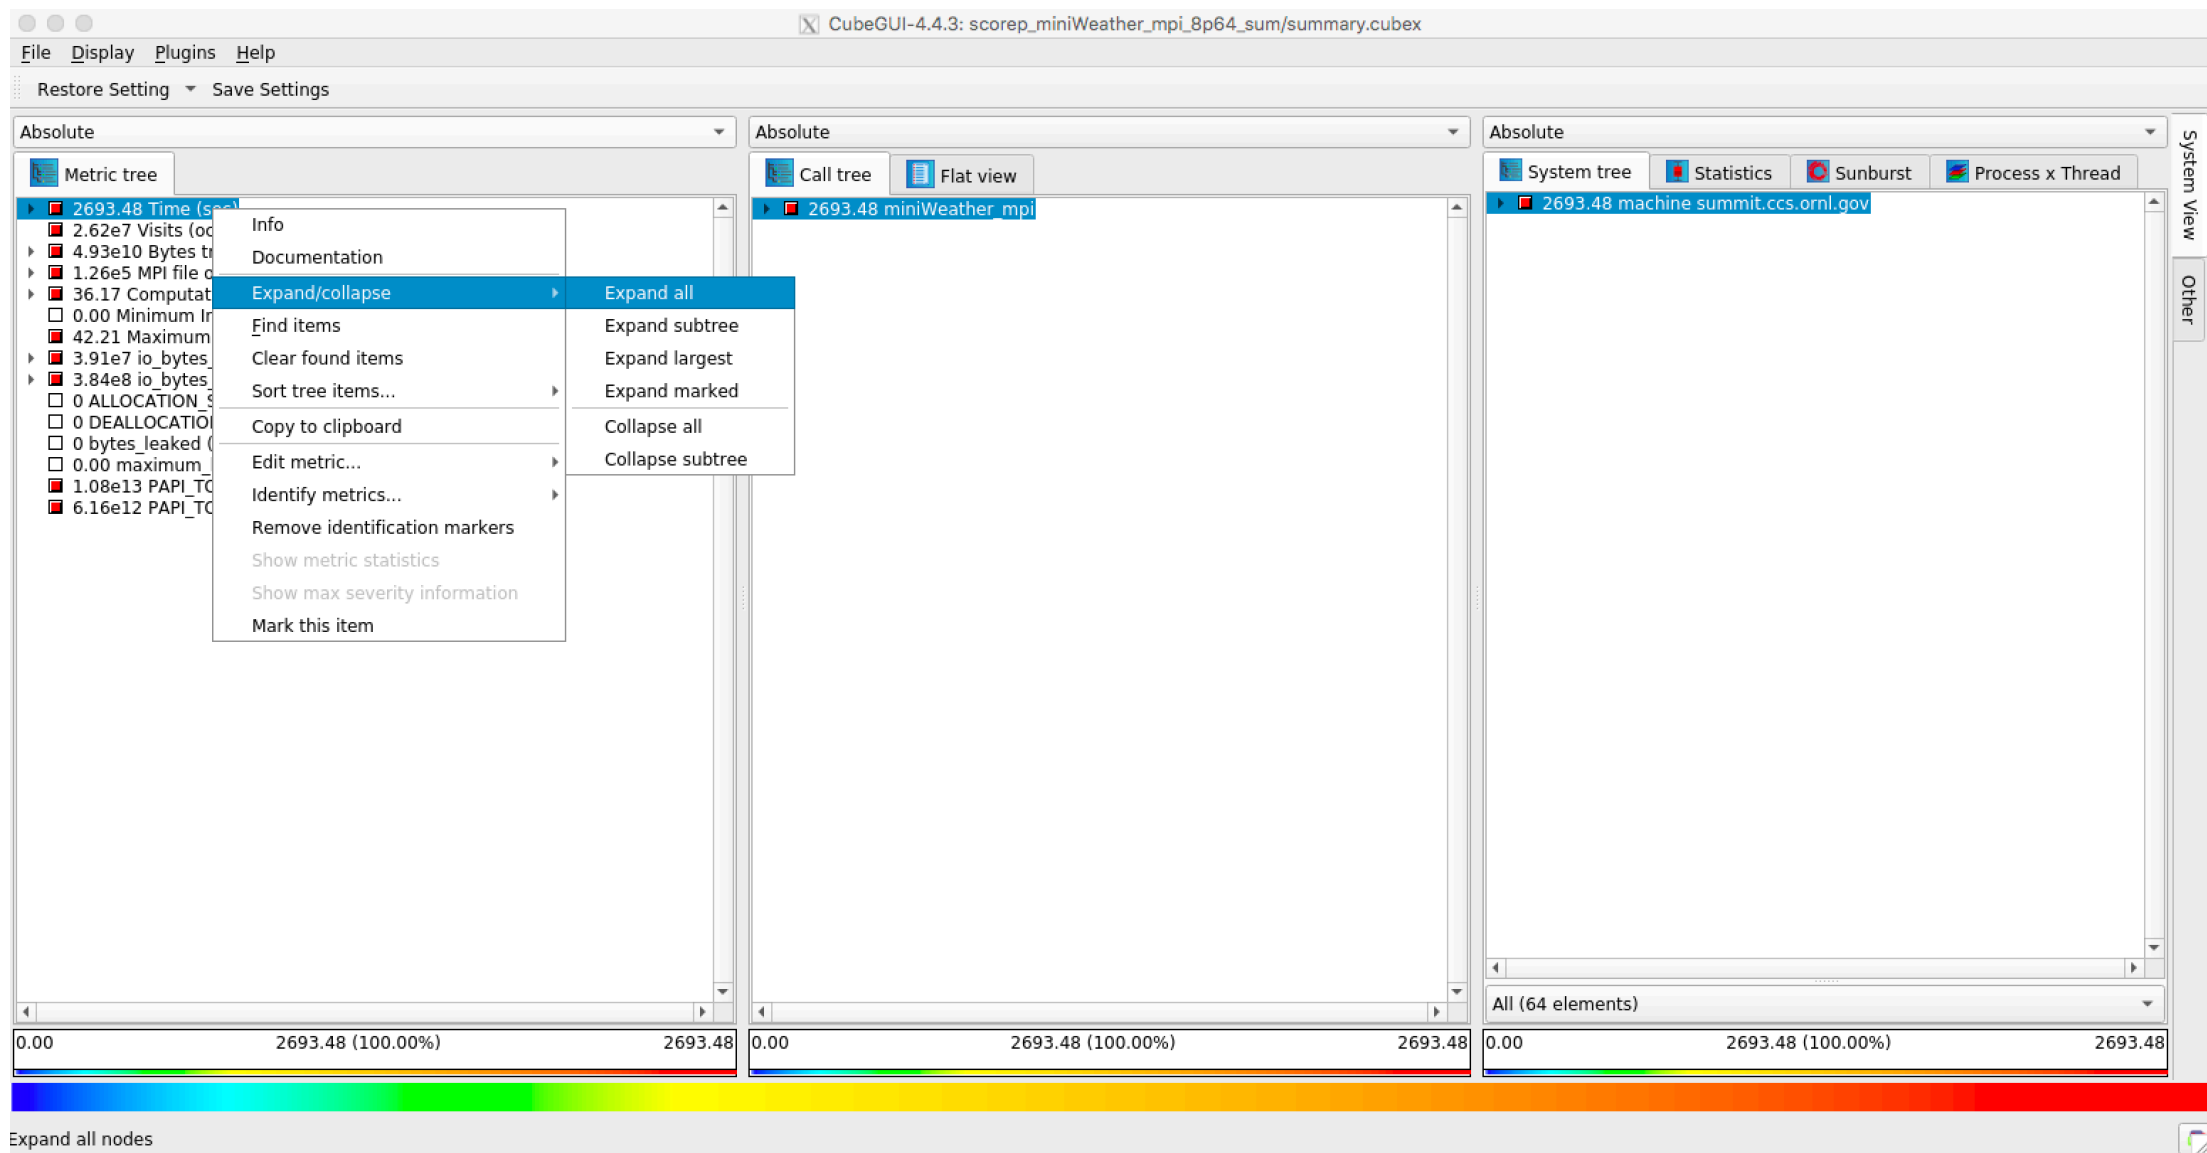 CubeGUI-4.4.3: scorep_miniWeather_mpi_8p64_sum/summary.cubex
File Display Plugins Help
Restore Setting Save Settings
Absolute
Metric tree
2693.48 Time (sec)
2.62e7 Visits (oc
4.93e10 Bytes tr
1.26e5 MPI file o
36.17 Computat
0.00 Minimum In
42.21 Maximum
3.91e7 io_bytes_
3.84e8 io_bytes_
0 ALLOCATION_S
0 DEALLOCATIO
0 bytes_leaked (
0.00 maximum_
1.08e13 PAPI_TO
6.16e12 PAPI_TO
Info
Documentation
Expand/collapse
Find items
Clear found items
Sort tree items...
Copy to clipboard
Edit metric...
Identify metrics...
Remove identification markers
Show metric statistics
Show max severity information
Mark this item
Expand all
Expand subtree
Expand largest
Expand marked
Collapse all
Collapse subtree
0.00 2693.48 (100.00%) 2693.48
Absolute
Call tree Flat view
2693.48 miniWeather_mpi
0.00 2693.48 (100.00%) 2693.48
Absolute
System tree Statistics Sunburst Process x Thread
2693.48 machine summit.ccs.ornl.gov
All (64 elements)
0.00 2693.48 (100.00%) 2693.48
System View
Other
Expand all nodes